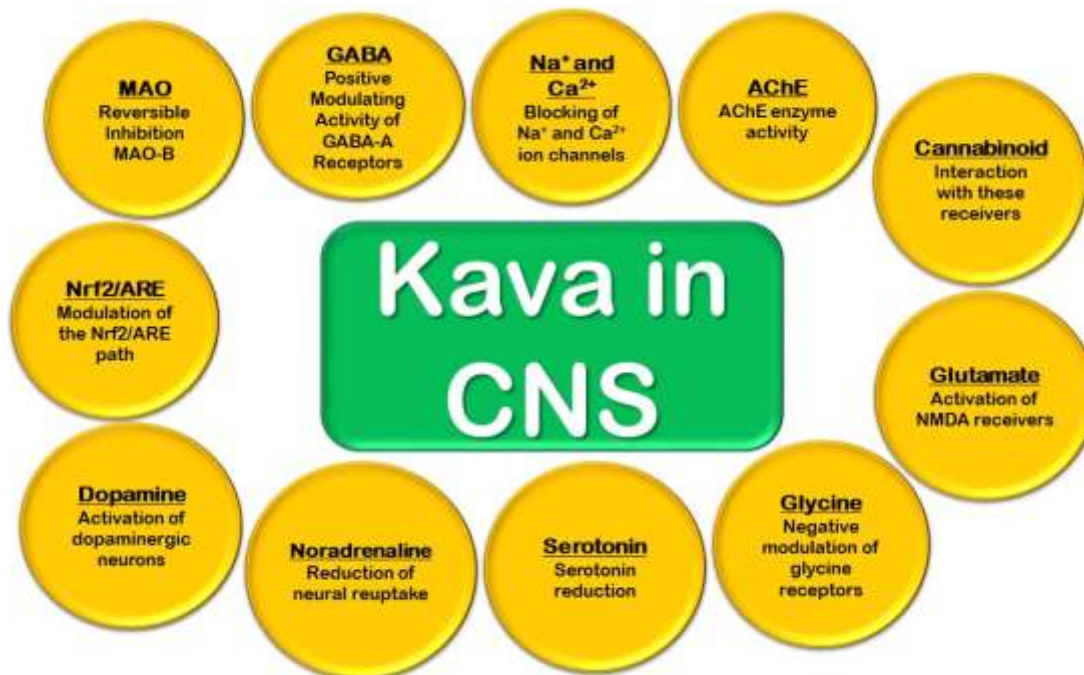 MAO
Reversible
Inhibition
MAO-B
GABA
Positive
Modulating
Activity of
GABA-A
Receptors
Na⁺ and
Ca²⁺
Blocking of
Na⁺ and Ca²⁺
ion channels
AChE
AChE enzyme
activity
Cannabinoid
Interaction
with these
receivers
Nrf2/ARE
Modulation of
the Nrf2/ARE
path
Kava in
CNS
Glutamate
Activation of
NMDA receivers
Dopamine
Activation of
dopaminergic
neurons
Noradrenaline
Reduction of
neural reuptake
Serotonin
Serotonin
reduction
Glycine
Negative
modulation of
glycine
receptors